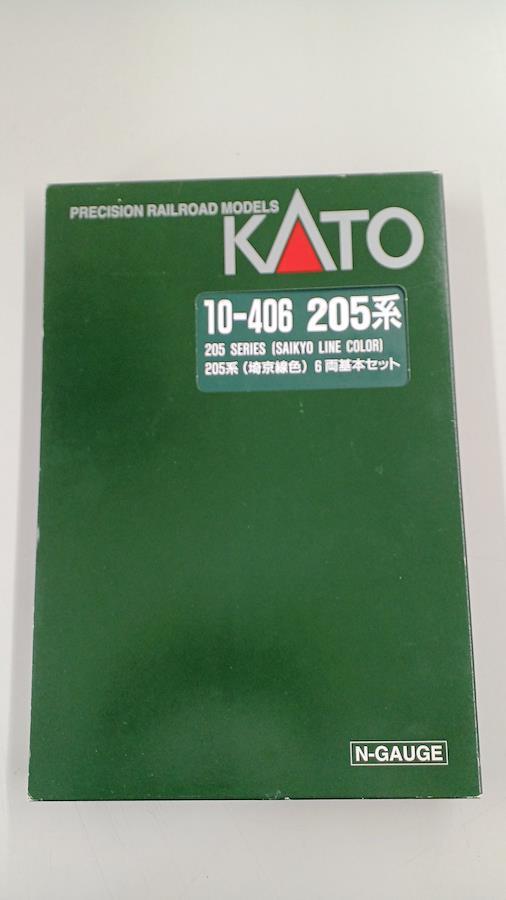 PRECISION RAILROAD MODELS
KATO
10-406 205系
205 SERIES (SAIKYO LINE COLOR)
205系（埼京線色）6両基本セット
N-GAUGE